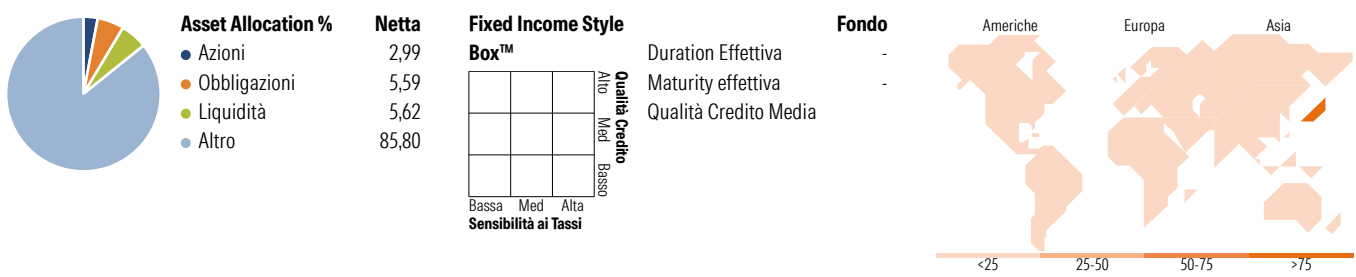 Asset Allocation % Netta
Azioni 2,99
Obbligazioni 5,59
Liquidità 5,62
Altro 85,80
Fixed Income Style Box™
Alto Med Basso
Qualità Credito
Bassa Med Alta
Sensibilità ai Tassi
Fondo
Duration Effettiva -
Maturity effettiva -
Qualità Credito Media
Americhe Europa Asia
<25 25-50 50-75 >75